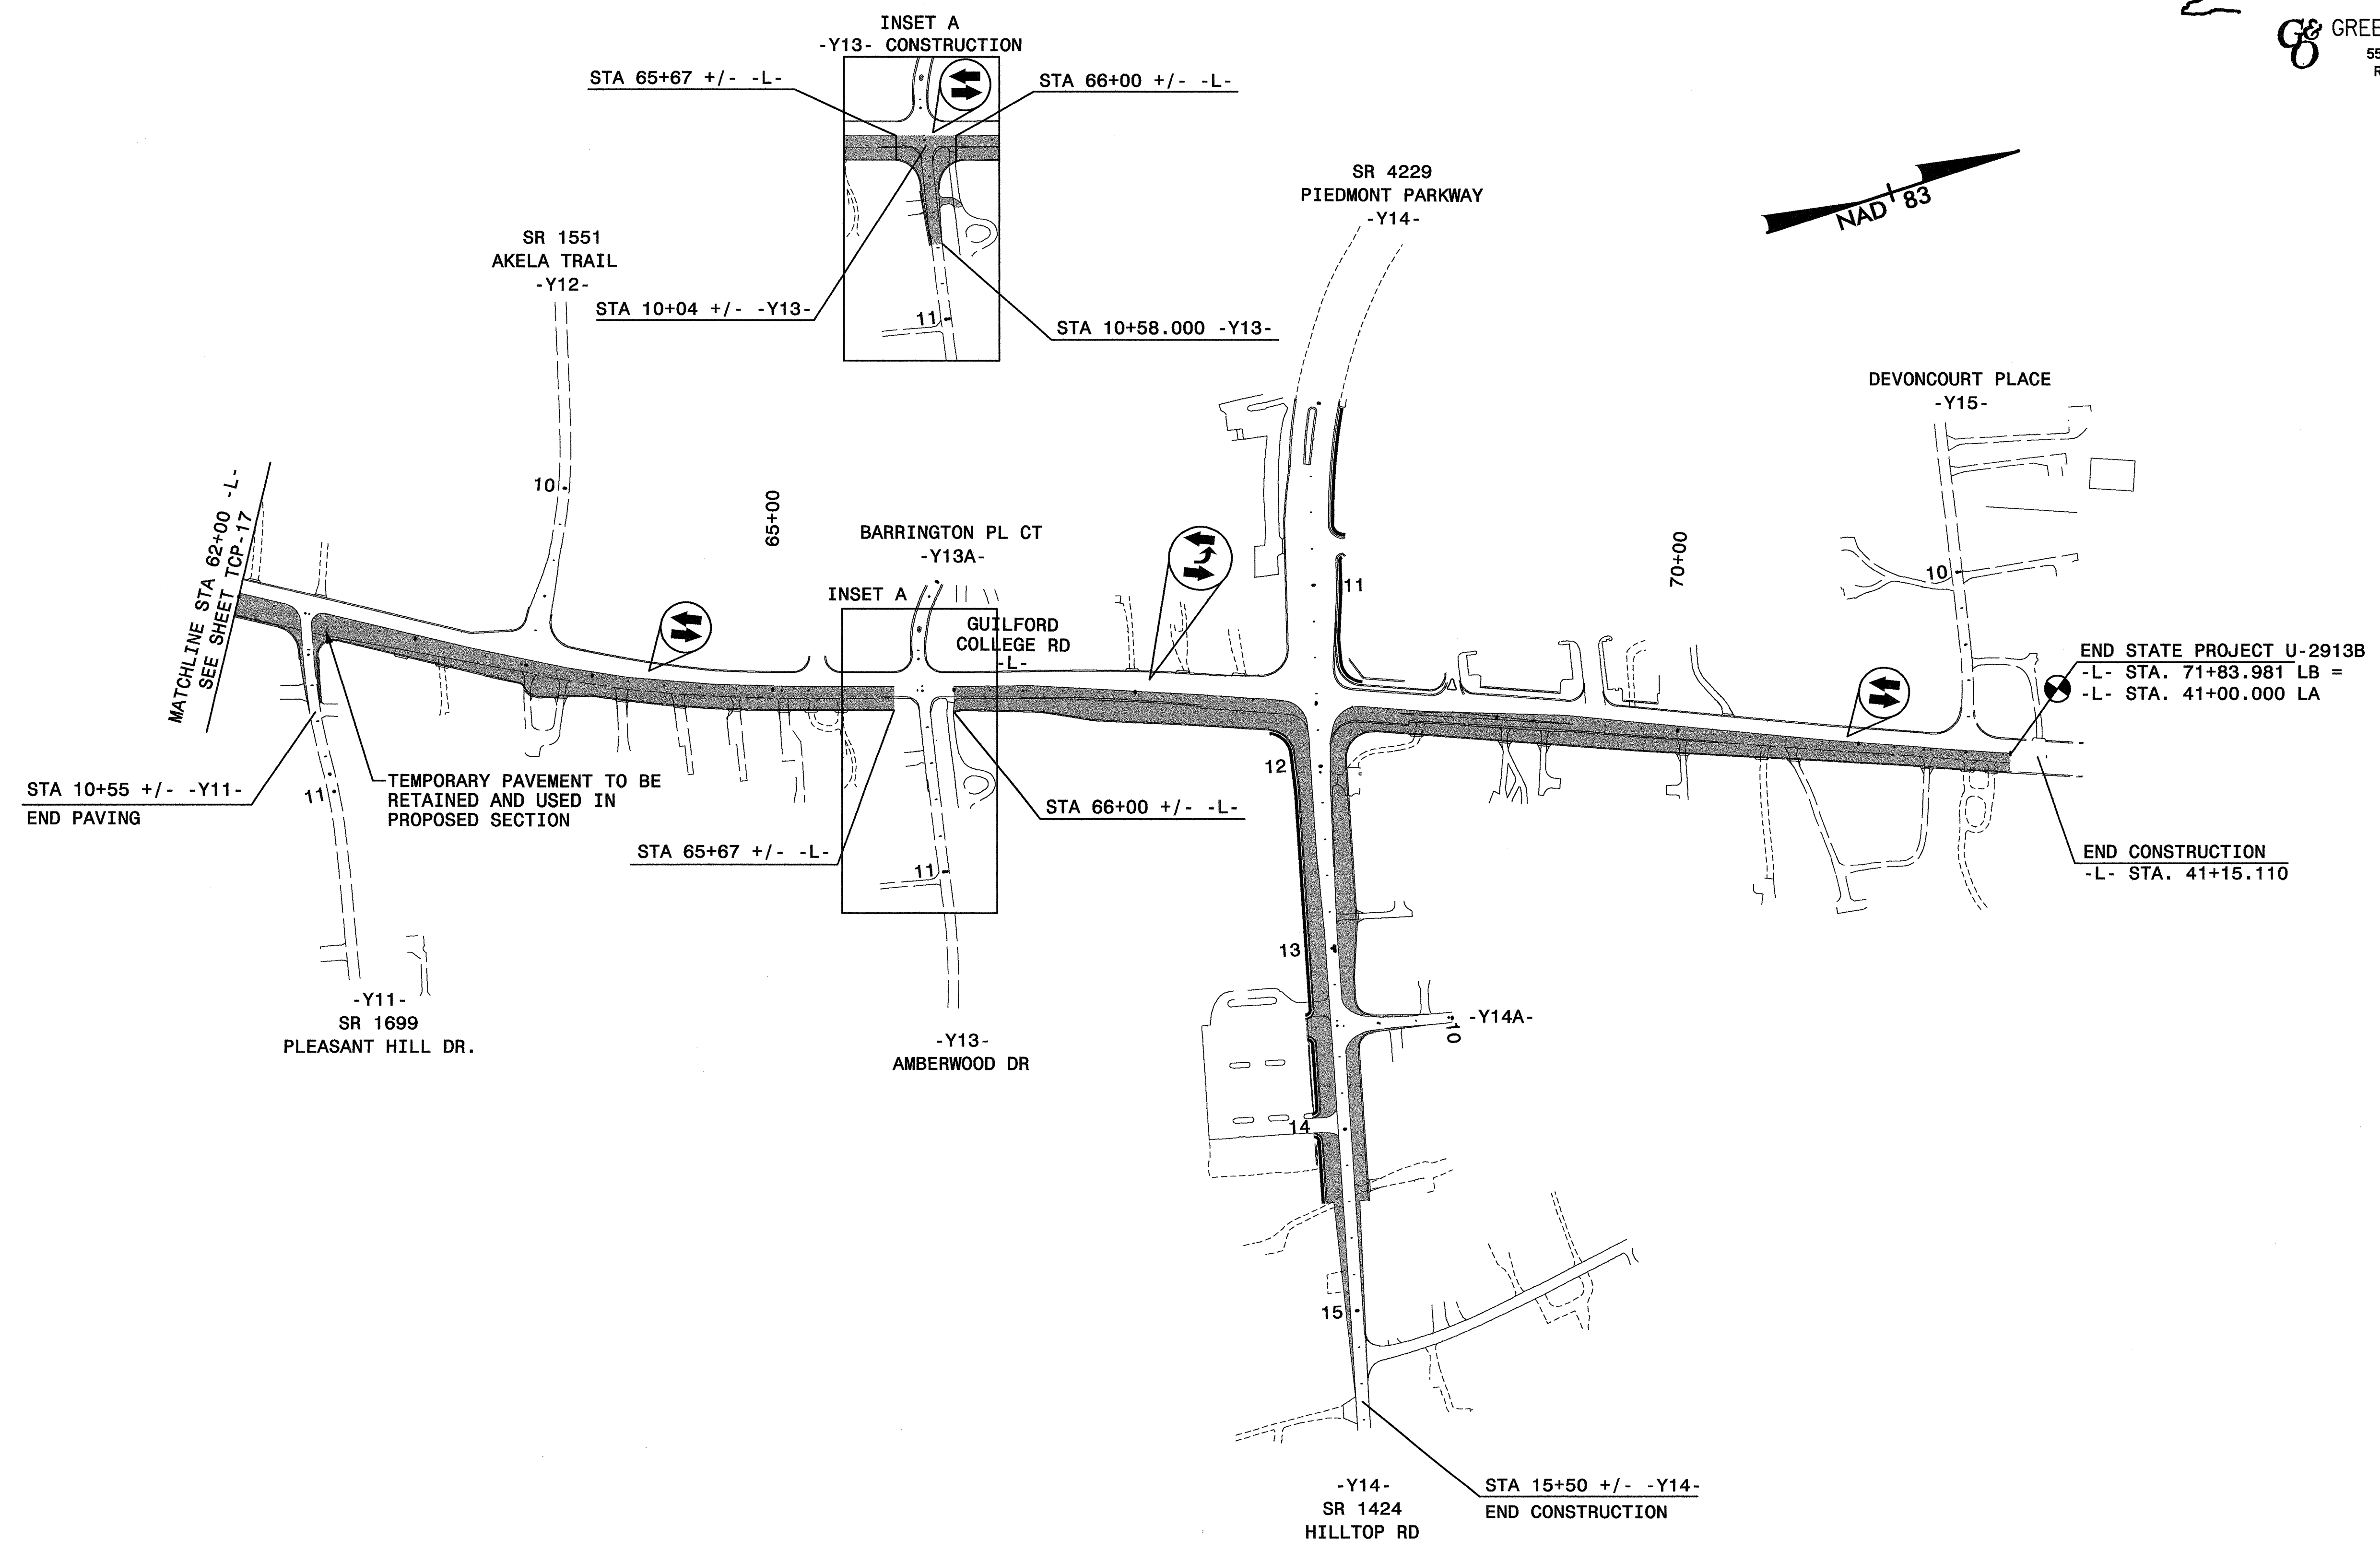 INSET A
-Y13- CONSTRUCTION
STA 65+67 +/- -L-
STA 66+00 +/- -L-
STA 10+04 +/- -Y13-
STA 10+58.000 -Y13-
11
G&O GREE
55
R
SR 1551
AKELA TRAIL
-Y12-
10
SR 4229
PIEDMONT PARKWAY
-Y14-
NAD 83
DEVONCOURT PLACE
-Y15-
10
MATCHLINE STA 62+00 -L-
SEE SHEET TCP-17
65+00
BARRINGTON PL CT
-Y13A-
INSET A
GUILFORD
COLLEGE RD
-L-
11
70+00
END STATE PROJECT U-2913B
-L- STA. 71+83.981 LB =
-L- STA. 41+00.000 LA
STA 10+55 +/- -Y11-
END PAVING
11
TEMPORARY PAVEMENT TO BE
RETAINED AND USED IN
PROPOSED SECTION
STA 65+67 +/- -L-
STA 66+00 +/- -L-
11
12
END CONSTRUCTION
-L- STA. 41+15.110
13
-Y11-
SR 1699
PLEASANT HILL DR.
-Y13-
AMBERWOOD DR
-Y14A-
10
14
15
-Y14-
SR 1424
HILLTOP RD
STA 15+50 +/- -Y14-
END CONSTRUCTION